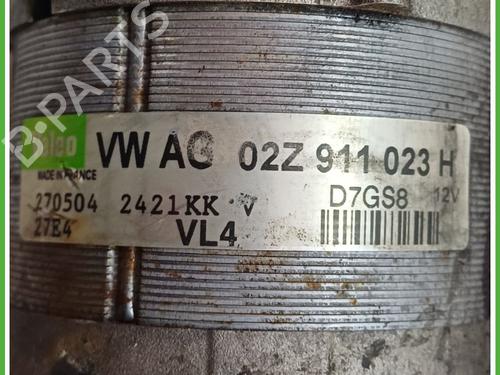 Valeo
VW AG 02Z 911 023 H
MADE IN FRANCE
270504 2421KK V
D7GS8 12V
27E4
VL4
B-PARTS